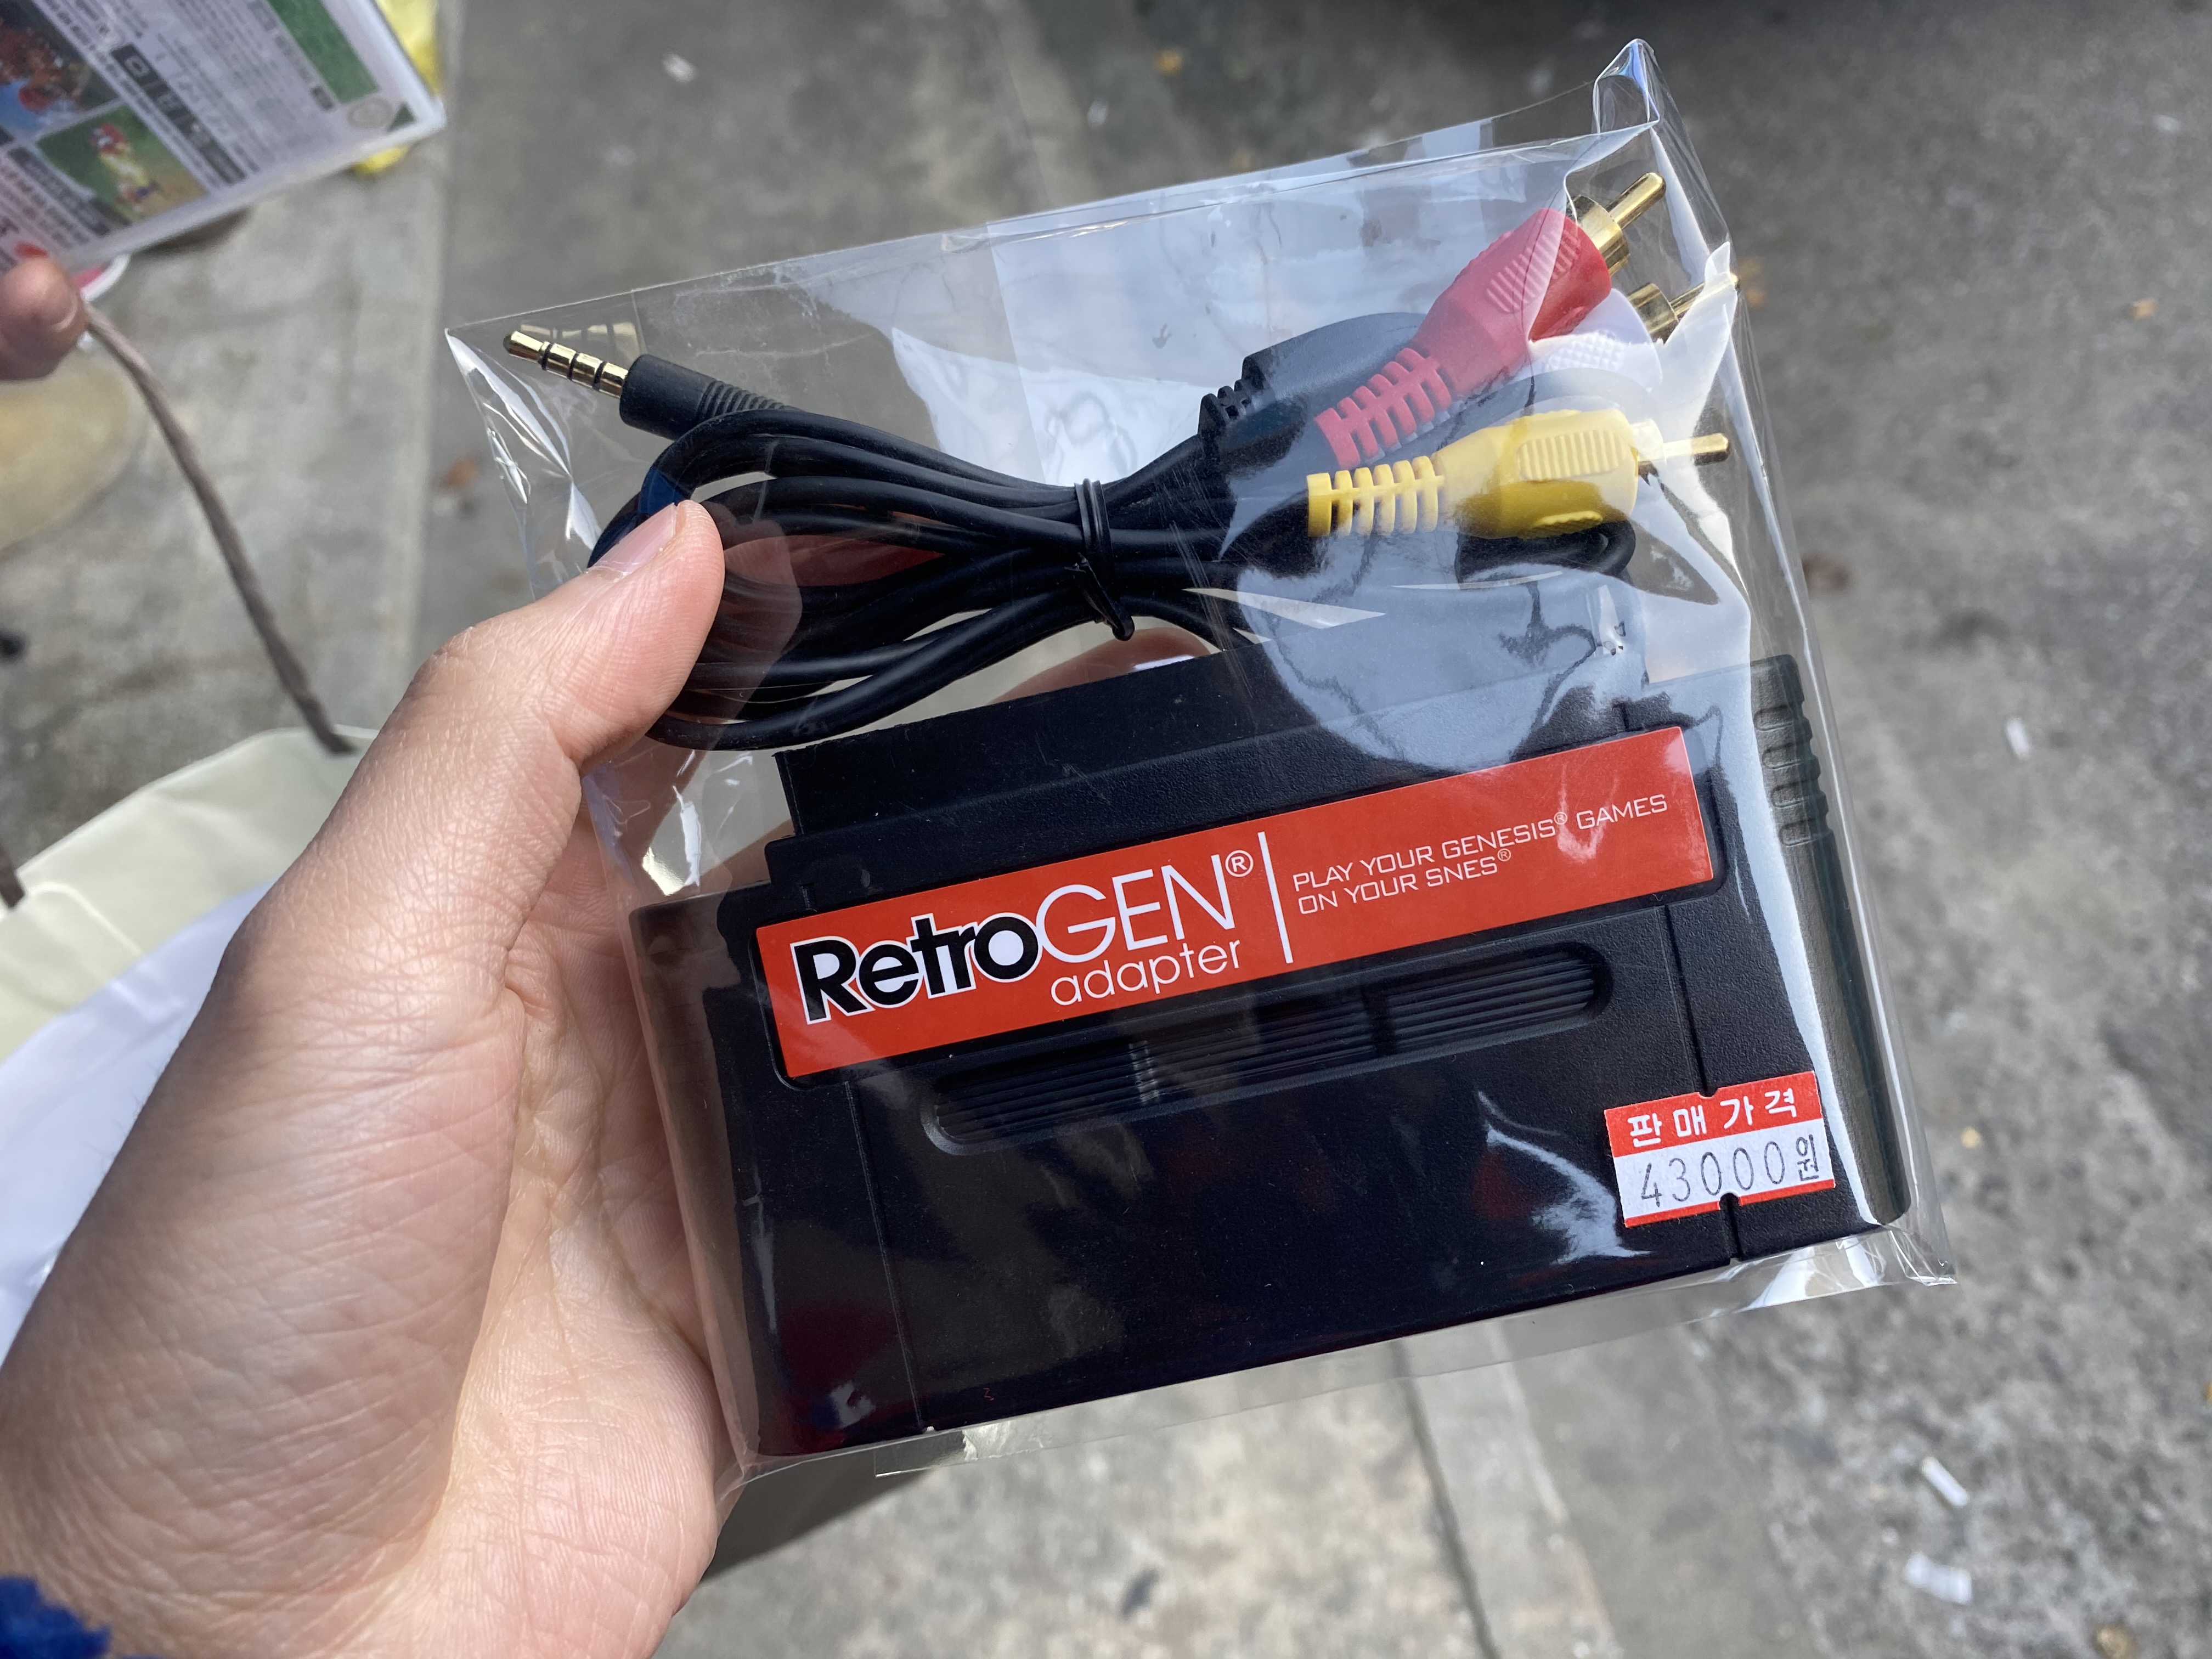 RetroGEN®
adapter
PLAY YOUR GENESIS® GAMES
ON YOUR SNES®
판매가격
43000원